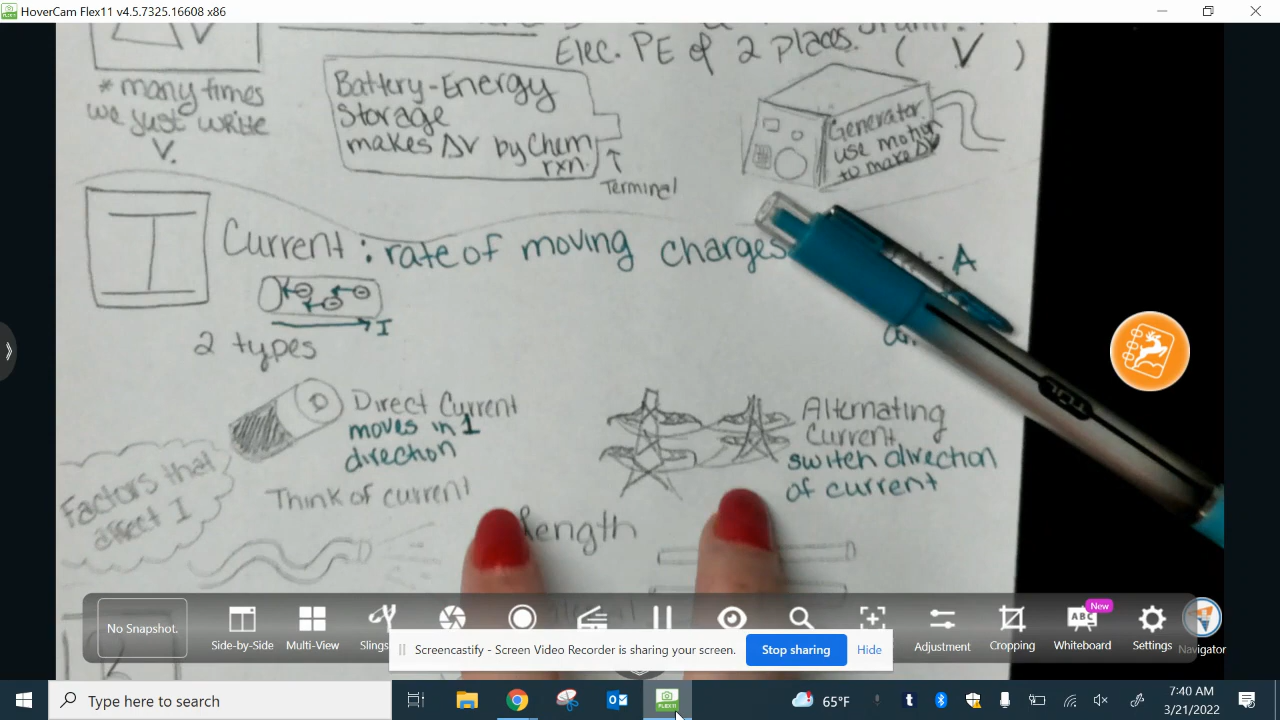 HoverCam Flex11 v4.5.7325.16608 x86
Elec. PE of 2 places.
( V )
* many times
we just write
V.
Battery-Energy
Storage
makes ΔV by Chem
rxn.
Terminal
Generator
use motion
to make ΔV
I
Current : rate of moving charges
A
I
2 types
Direct Current
moves in 1
direction
Alternating
Current
switch direction
of current
Factors that
affect I
Think of current
Length
No Snapshot.
Side-by-Side
Multi-View
Slings
Adjustment
Cropping
ABC
New
Whiteboard
Settings
Navigator
Screencastify - Screen Video Recorder is sharing your screen.
Stop sharing
Hide
Type here to search
FLEX11
65°F
7:40 AM
3/21/2022